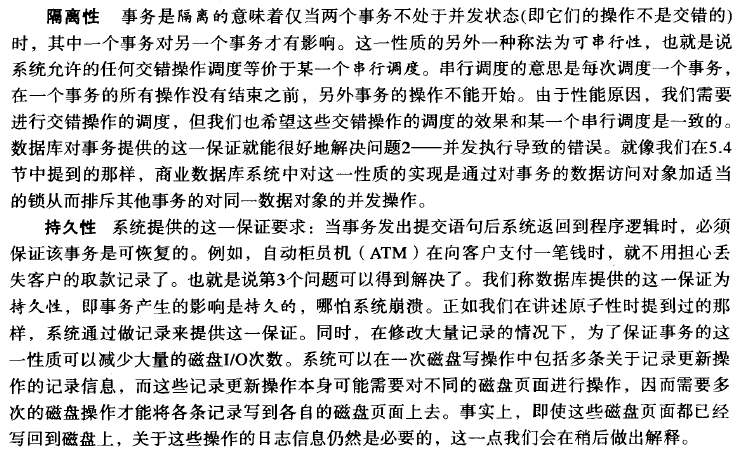 隔离性　事务是隔离的意味着仅当两个事务不处于并发状态(即它们的操作不是交错的)
时，其中一个事务对另一个事务才有影响。这一性质的另外一种称法为可串行性，也就是说
系统允许的任何交错操作调度等价于某一个串行调度。串行调度的意思是每次调度一个事务，
在一个事务的所有操作没有结束之前，另外事务的操作不能开始。由于性能原因，我们需要
进行交错操作的调度，但我们也希望这些交错操作的调度的效果和某一个串行调度是一致的。
数据库对事务提供的这一保证就能很好地解决问题2——并发执行导致的错误。就像我们在5.4
节中提到的那样，商业数据库系统中对这一性质的实现是通过对事务的数据访问对象加适当
的锁从而排斥其他事务的对同一数据对象的并发操作。
持久性　系统提供的这一保证要求：当事务发出提交语句后系统返回到程序逻辑时，必须
保证该事务是可恢复的。例如，自动柜员机（ATM）在向客户支付一笔钱时，就不用担心丢
失客户的取款记录了。也就是说第3个问题可以得到解决了。我们称数据库提供的这一保证为
持久性，即事务产生的影响是持久的，哪怕系统崩溃。正如我们在讲述原子性时提到过的那
样，系统通过做记录来提供这一保证。同时，在修改大量记录的情况下，为了保证事务的这
一性质可以减少大量的磁盘I/O次数。系统可以在一次磁盘写操作中包括多条关于记录更新操
作的记录信息，而这些记录更新操作本身可能需要对不同的磁盘页面进行操作，因而需要多
次的磁盘操作才能将各条记录写到各自的磁盘页面上去。事实上，即使这些磁盘页面都已经
写回到磁盘上，关于这些操作的日志信息仍然是必要的，这一点我们会在稍后做出解释。